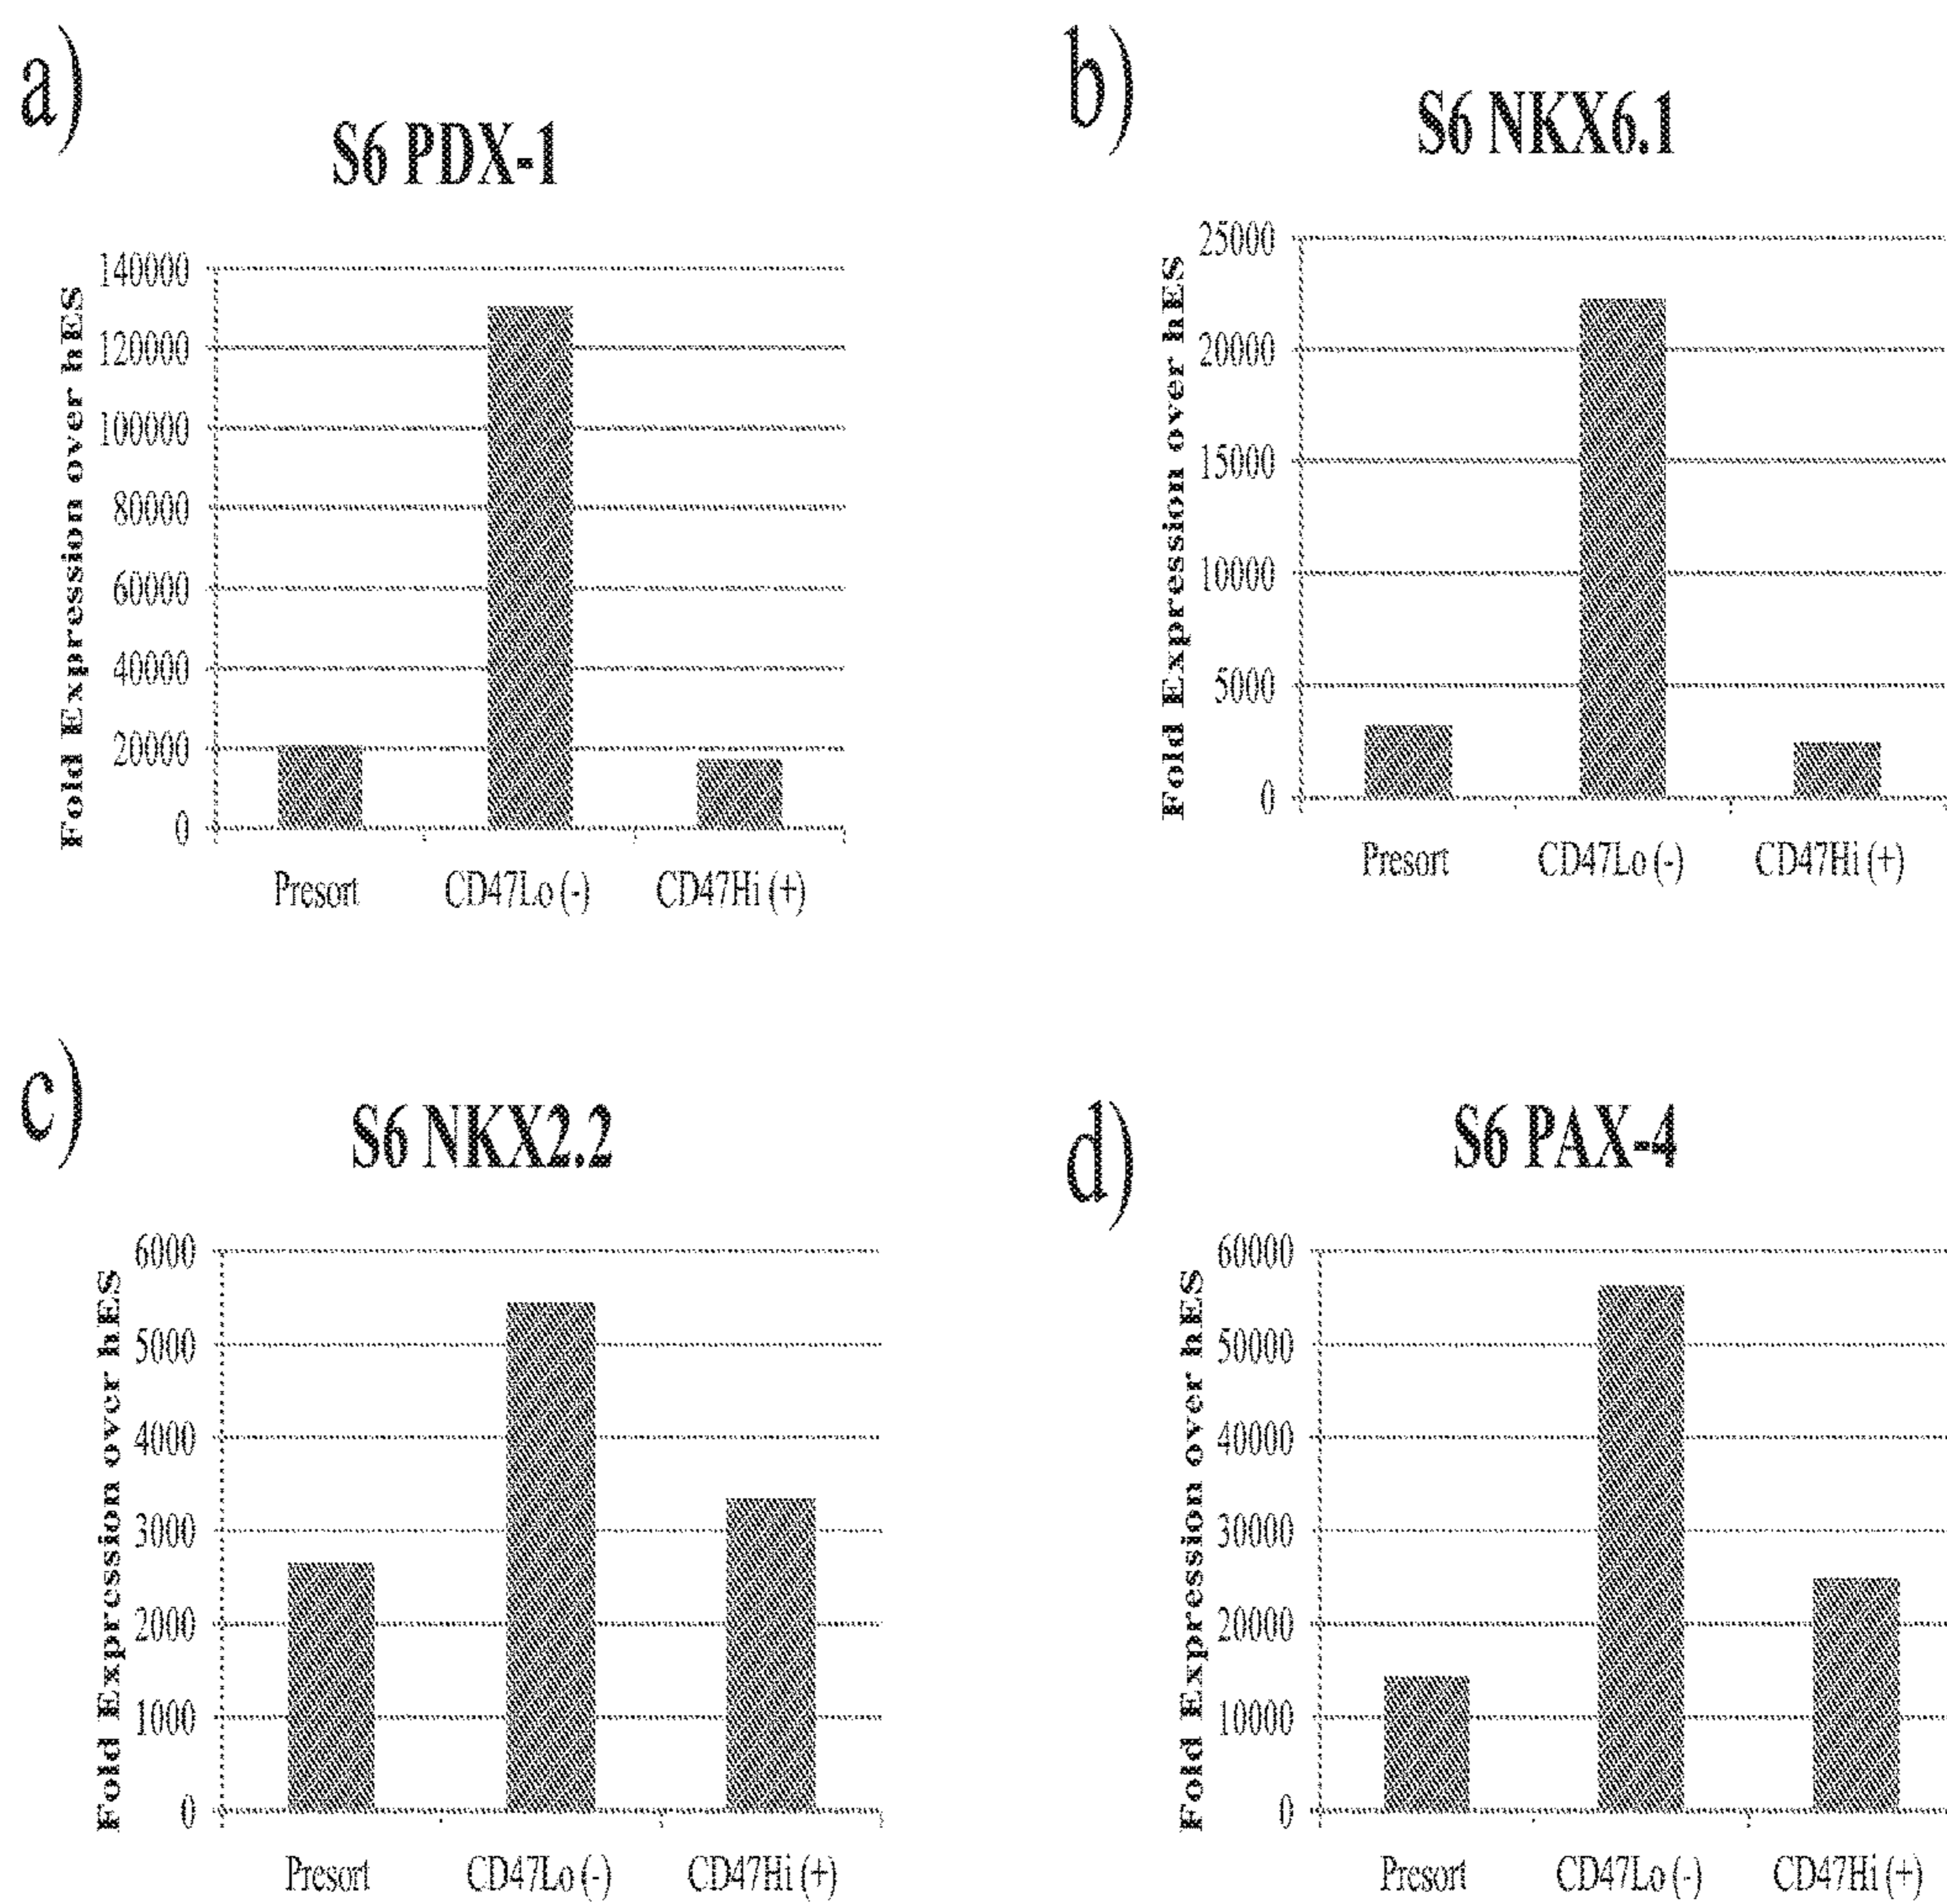 a)
S6 PDX-1
Fold Expression over hES
140000
120000
100000
80000
60000
40000
20000
0
Presort CD47Lo (-) CD47Hi (+)
b)
S6 NKX6.1
Fold Expression over hES
25000
20000
15000
10000
5000
0
Presort CD47Lo (-) CD47Hi (+)
c)
S6 NKX2.2
Fold Expression over hES
6000
5000
4000
3000
2000
1000
0
Presort CD47Lo (-) CD47Hi (+)
d)
S6 PAX-4
Fold Expression over hES
60000
50000
40000
30000
20000
10000
0
Presort CD47Lo (-) CD47Hi (+)